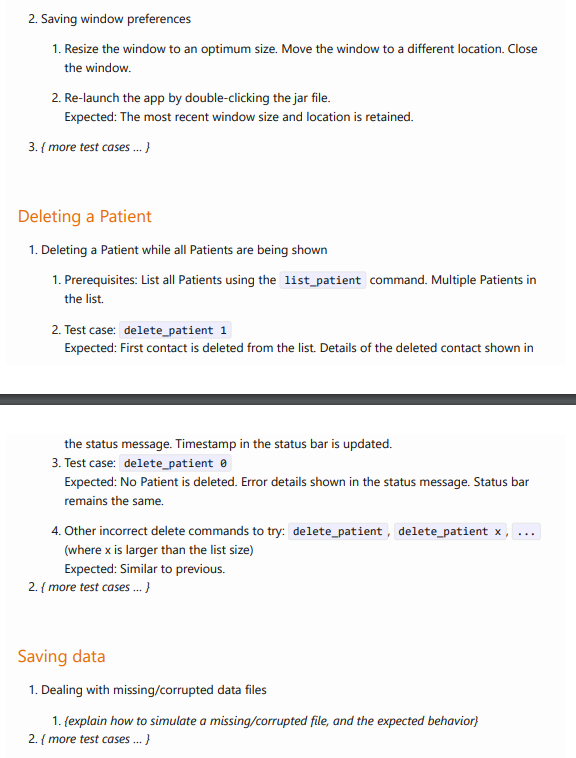 2. Saving window preferences
1. Resize the window to an optimum size. Move the window to a different location. Close
the window.
2. Re-launch the app by double-clicking the jar file.
Expected: The most recent window size and location is retained.
3. { more test cases … }
Deleting a Patient
1. Deleting a Patient while all Patients are being shown
1. Prerequisites: List all Patients using the list_patient command. Multiple Patients in
the list.
2. Test case: delete_patient 1
Expected: First contact is deleted from the list. Details of the deleted contact shown in
the status message. Timestamp in the status bar is updated.
3. Test case: delete_patient 0
Expected: No Patient is deleted. Error details shown in the status message. Status bar
remains the same.
4. Other incorrect delete commands to try: delete_patient , delete_patient x , ...
(where x is larger than the list size)
Expected: Similar to previous.
2. { more test cases … }
Saving data
1. Dealing with missing/corrupted data files
1. {explain how to simulate a missing/corrupted file, and the expected behavior}
2. { more test cases … }